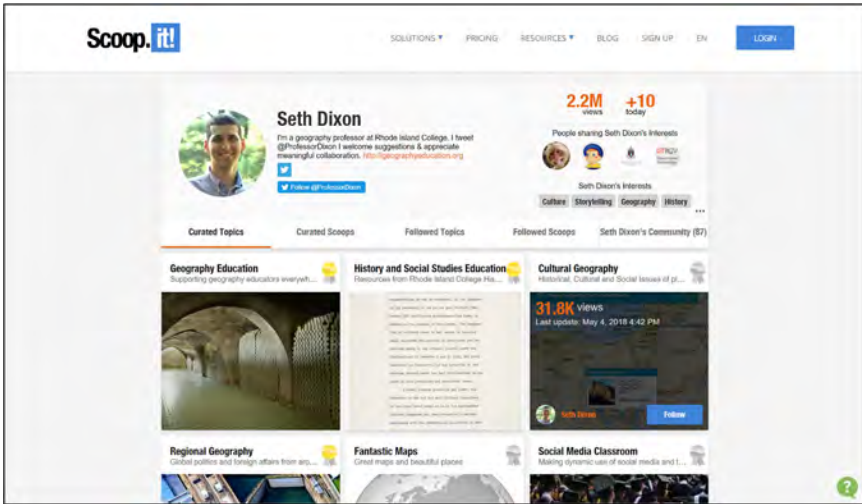 Scoop.it!
SOLUTIONS PRICING RESOURCES BLOG SIGN UP EN LOGIN
Seth Dixon
I'm a geography professor at Rhode Island College. I tweet
@ProfessorDixon I welcome suggestions & appreciate
meaningful collaboration. http://geographyeducation.org
Follow @ProfessorDixon
2.2M +10
views today
People sharing Seth Dixon's Interests
Seth Dixon's Interests
Culture Storytelling Geography History ...
Curated Topics Curated Scoops Followed Topics Followed Scoops Seth Dixon's Community (87)
Geography Education
Supporting geography educators everywh...
History and Social Studies Education
Resources from Rhode Island College His...
Cultural Geography
Historical, Cultural and Social Issues of pl...
31.8K views
Last update: May 4, 2018 4:42 PM
Seth Dixon Follow
Regional Geography
Global politics and foreign affairs from aro...
Fantastic Maps
Great maps and beautiful places
Social Media Classroom
Making dynamic use of social media and t...
?